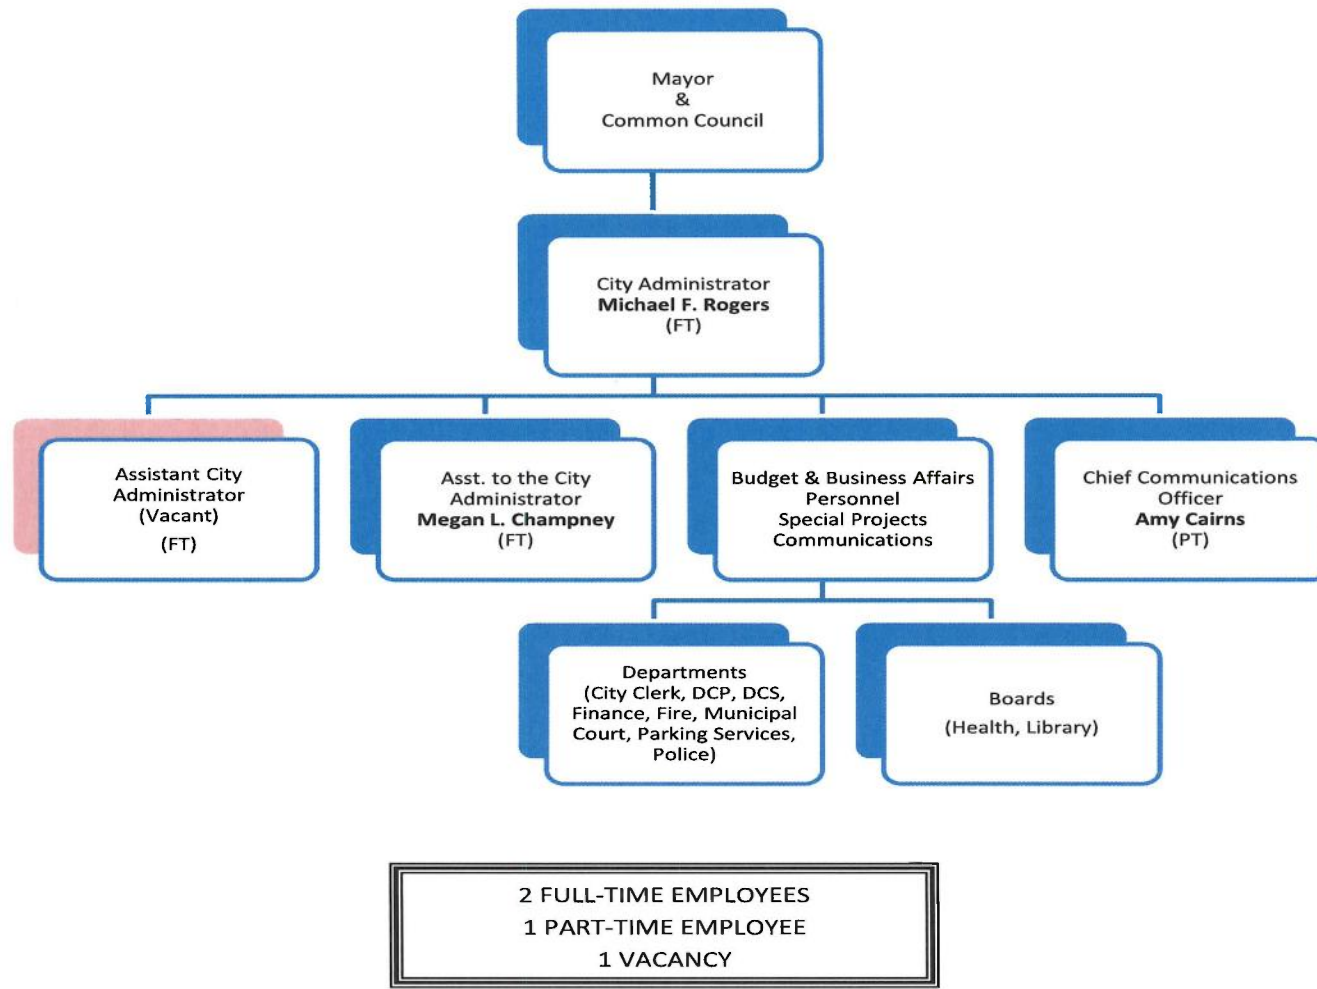 Mayor
&
Common Council
City Administrator
Michael F. Rogers
(FT)
Assistant City
Administrator
(Vacant)
(FT)
Asst. to the City
Administrator
Megan L. Champney
(FT)
Budget & Business Affairs
Personnel
Special Projects
Communications
Chief Communications
Officer
Amy Cairns
(PT)
Departments
(City Clerk, DCP, DCS,
Finance, Fire, Municipal
Court, Parking Services,
Police)
Boards
(Health, Library)
2 FULL-TIME EMPLOYEES
1 PART-TIME EMPLOYEE
1 VACANCY